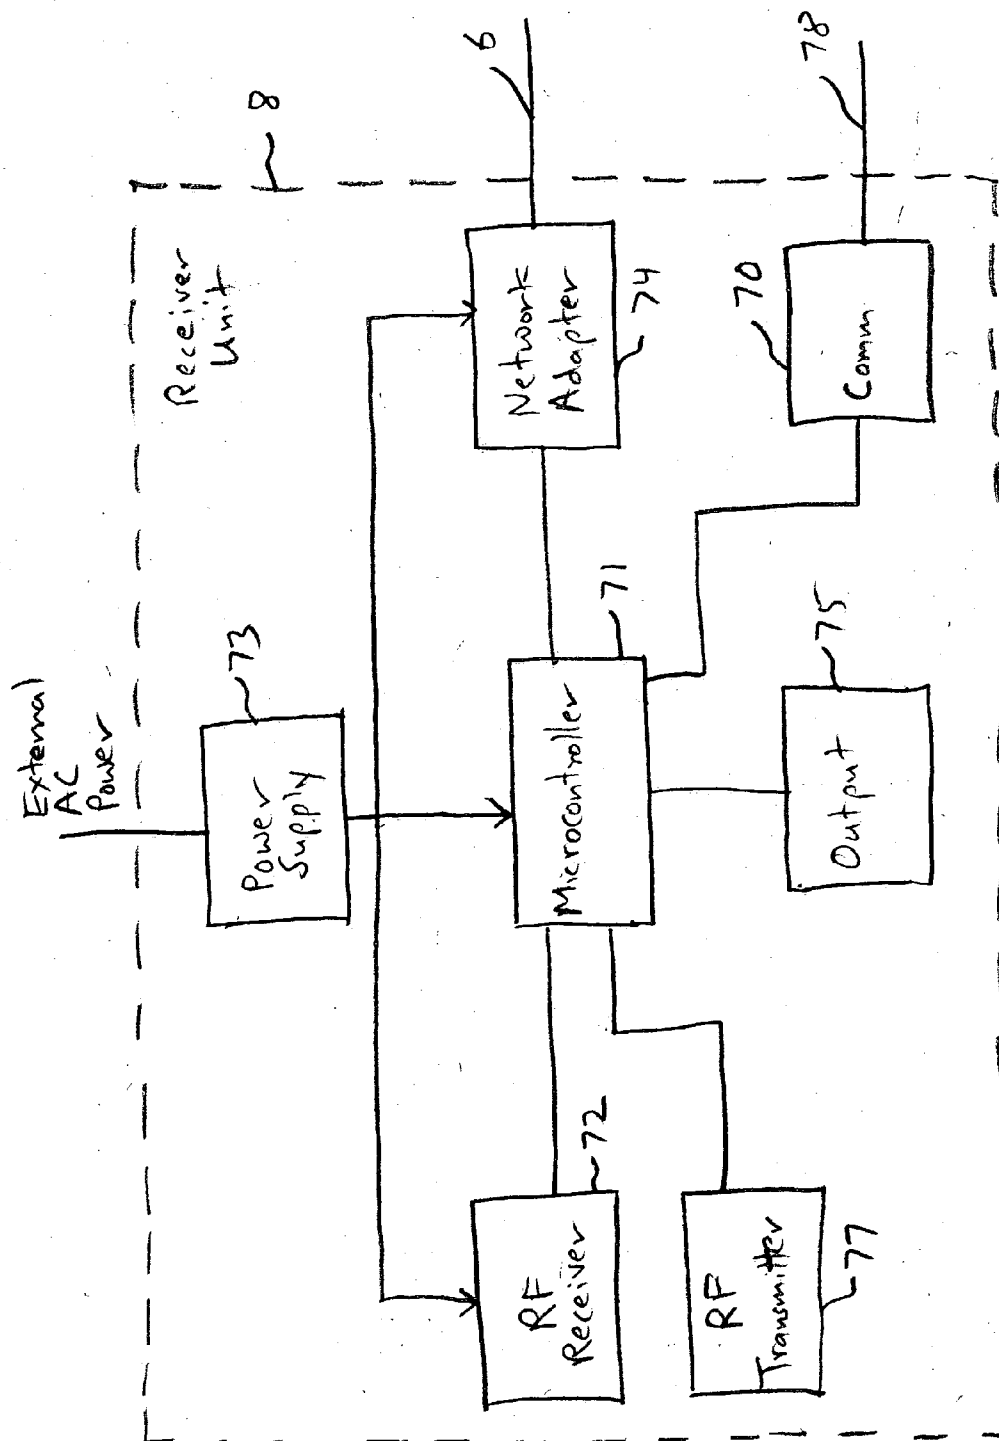 External
AC
Power
8
Receiver
Unit
Power
Supply
73
6
RF
Receiver
72
Microcontroller
71
Network
Adapter
74
78
RF
Transmitter
77
Output
75
Comm
70